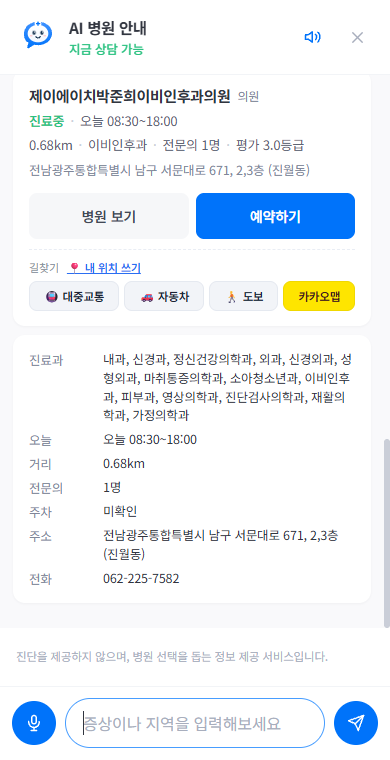 AI 병원 안내
지금 상담 가능
제이에이치박준희이비인후과의원 의원
진료중 · 오늘 08:30~18:00
0.68km · 이비인후과 · 전문의 1명 · 평가 3.0등급
전남광주통합특별시 남구 서문대로 671, 2,3층 (진월동)
병원 보기
예약하기
길찾기 📍 내 위치 쓰기
🚇 대중교통
🚗 자동차
🚶 도보
카카오맵
진료과 내과, 신경과, 정신건강의학과, 외과, 신경외과, 성
형외과, 마취통증의학과, 소아청소년과, 이비인후
과, 피부과, 영상의학과, 진단검사의학과, 재활의
학과, 가정의학과
오늘 오늘 08:30~18:00
거리 0.68km
전문의 1명
주차 미확인
주소 전남광주통합특별시 남구 서문대로 671, 2,3층
(진월동)
전화 062-225-7582
진단을 제공하지 않으며, 병원 선택을 돕는 정보 제공 서비스입니다.
증상이나 지역을 입력해보세요